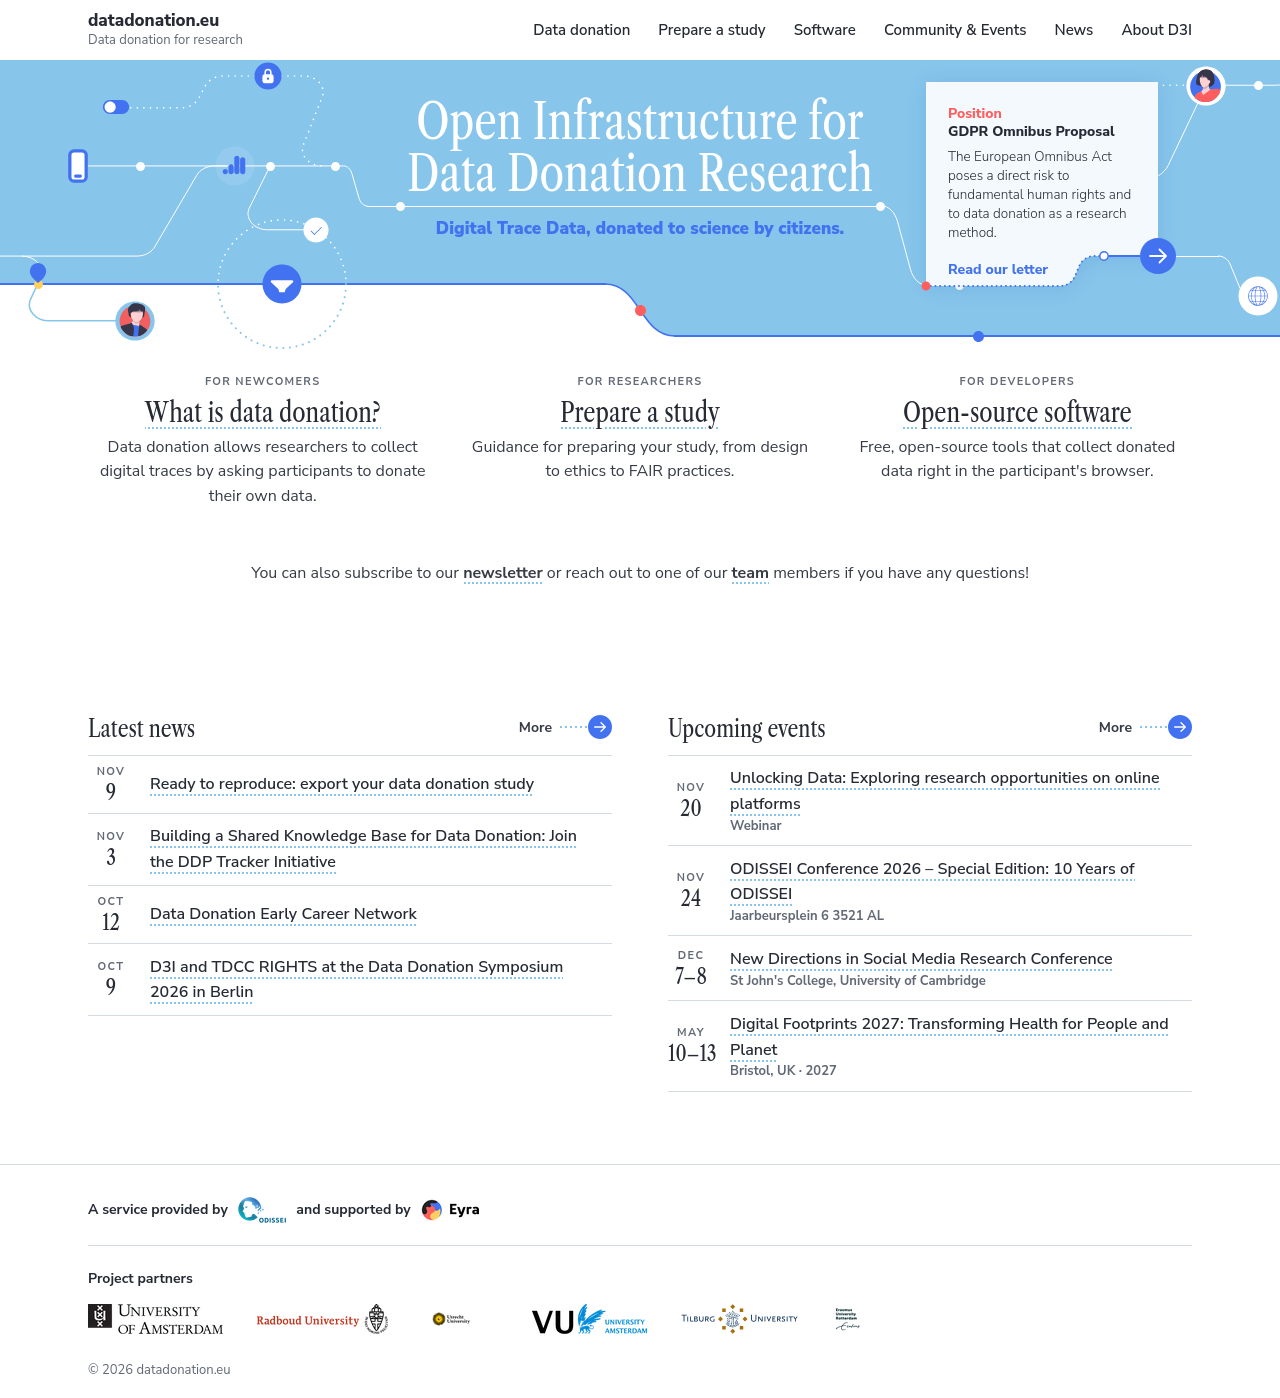 datadonation.eu
Data donation for research
Data donation
Prepare a study
Software
Community & Events
News
About D3I
Open Infrastructure for
Data Donation Research
Digital Trace Data, donated to science by citizens.
Position
GDPR Omnibus Proposal
The European Omnibus Act
poses a direct risk to
fundamental human rights and
to data donation as a research
method.
Read our letter
FOR NEWCOMERS
What is data donation?
Data donation allows researchers to collect
digital traces by asking participants to donate
their own data.
FOR RESEARCHERS
Prepare a study
Guidance for preparing your study, from design
to ethics to FAIR practices.
FOR DEVELOPERS
Open-source software
Free, open-source tools that collect donated
data right in the participant's browser.
You can also subscribe to our newsletter or reach out to one of our team members if you have any questions!
Latest news
More
NOV
9
Ready to reproduce: export your data donation study
NOV
3
Building a Shared Knowledge Base for Data Donation: Join
the DDP Tracker Initiative
OCT
12
Data Donation Early Career Network
OCT
9
D3I and TDCC RIGHTS at the Data Donation Symposium
2026 in Berlin
Upcoming events
More
NOV
20
Unlocking Data: Exploring research opportunities on online
platforms
Webinar
NOV
24
ODISSEI Conference 2026 – Special Edition: 10 Years of
ODISSEI
Jaarbeursplein 6 3521 AL
DEC
7–8
New Directions in Social Media Research Conference
St John's College, University of Cambridge
MAY
10–13
Digital Footprints 2027: Transforming Health for People and
Planet
Bristol, UK · 2027
A service provided by
ODISSEI
and supported by
Eyra
Project partners
UNIVERSITY
OF AMSTERDAM
Radboud University
Utrecht
University
VU
UNIVERSITY
AMSTERDAM
TILBURG
UNIVERSITY
Erasmus
University
Rotterdam
Erasmus
© 2026 datadonation.eu